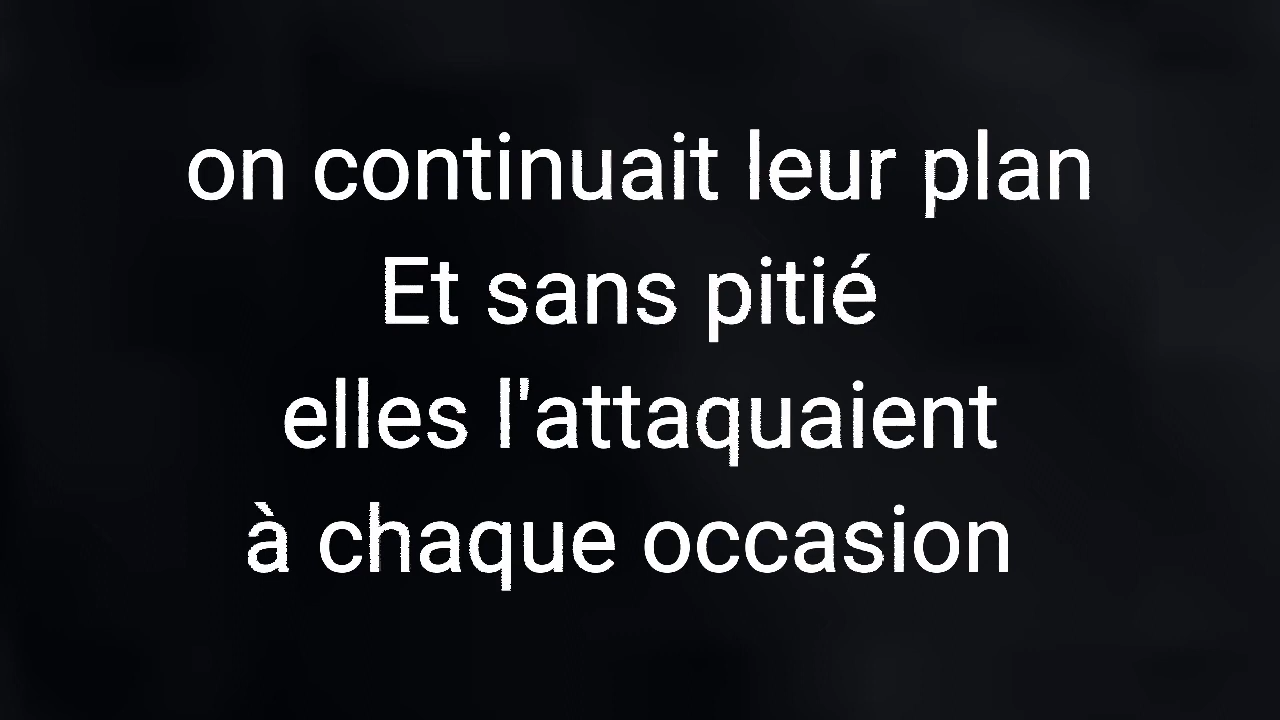 on continuait leur plan
Et sans pitié
elles l'attaquaient
à chaque occasion